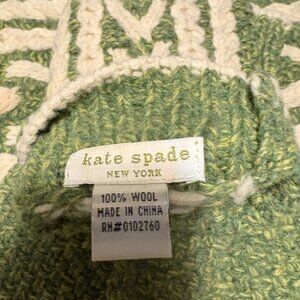 kate spade
NEW YORK
100% WOOL
MADE IN CHINA
RN#0102760